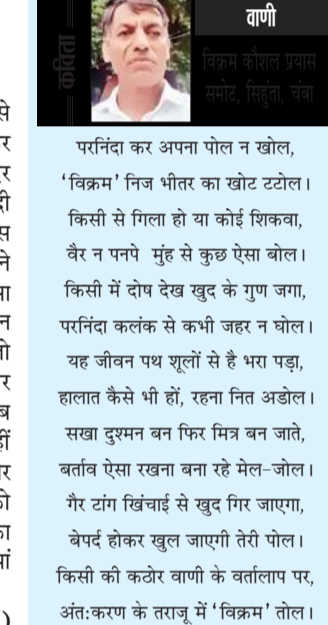 कविता
वाणी
विक्रम कौशल प्रयास
समोट, सिहुंता, चंबा
परनिंदा कर अपना पोल न खोल,
‘विक्रम’ निज भीतर का खोट टटोल।
किसी से गिला हो या कोई शिकवा,
वैर न पनपे मुंह से कुछ ऐसा बोल।
किसी में दोष देख खुद के गुण जगा,
परनिंदा कलंक से कभी जहर न घोल।
यह जीवन पथ शूलों से है भरा पड़ा,
हालात कैसे भी हों, रहना नित अडोल।
सखा दुश्मन बन फिर मित्र बन जाते,
बर्ताव ऐसा रखना बना रहे मेल-जोल।
गैर टांग खिंचाई से खुद गिर जाएगा,
बेपर्द होकर खुल जाएगी तेरी पोल।
किसी की कठोर वाणी के वर्तालाप पर,
अंत:करण के तराजू में ‘विक्रम’ तोल।